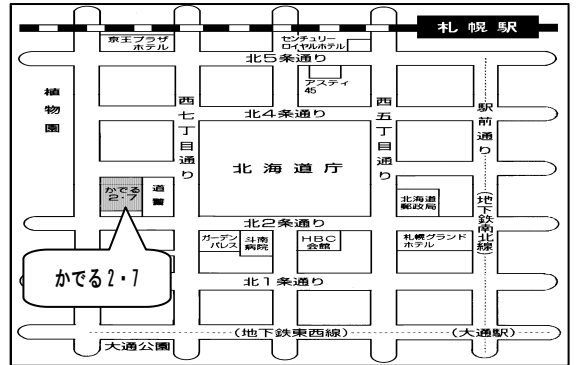 札幌駅
京王プラザ
ホテル
センチュリー
ロイヤルホテル
北5条通り
アスティ
45
植物園
西七丁目通り
北4条通り
西五丁目通り
駅前通り
北海道庁
かでる
2・7
道警
北海道
郵政局
(地下鉄南北線)
北2条通り
ガーデン
パレス
斗南
病院
HBC
会館
札幌グランド
ホテル
かでる2・7
北1条通り
(地下鉄東西線)
(大通駅)
大通公園